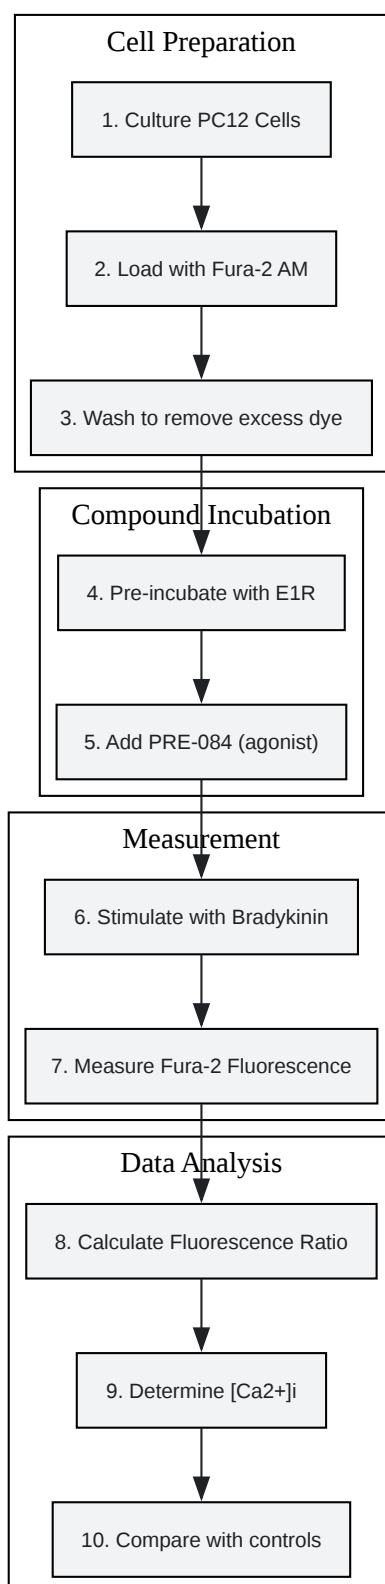 Cell Preparation
1. Culture PC12 Cells
2. Load with Fura-2 AM
3. Wash to remove excess dye
Compound Incubation
4. Pre-incubate with E1R
5. Add PRE-084 (agonist)
Measurement
6. Stimulate with Bradykinin
7. Measure Fura-2 Fluorescence
Data Analysis
8. Calculate Fluorescence Ratio
9. Determine [Ca2+]i
10. Compare with controls